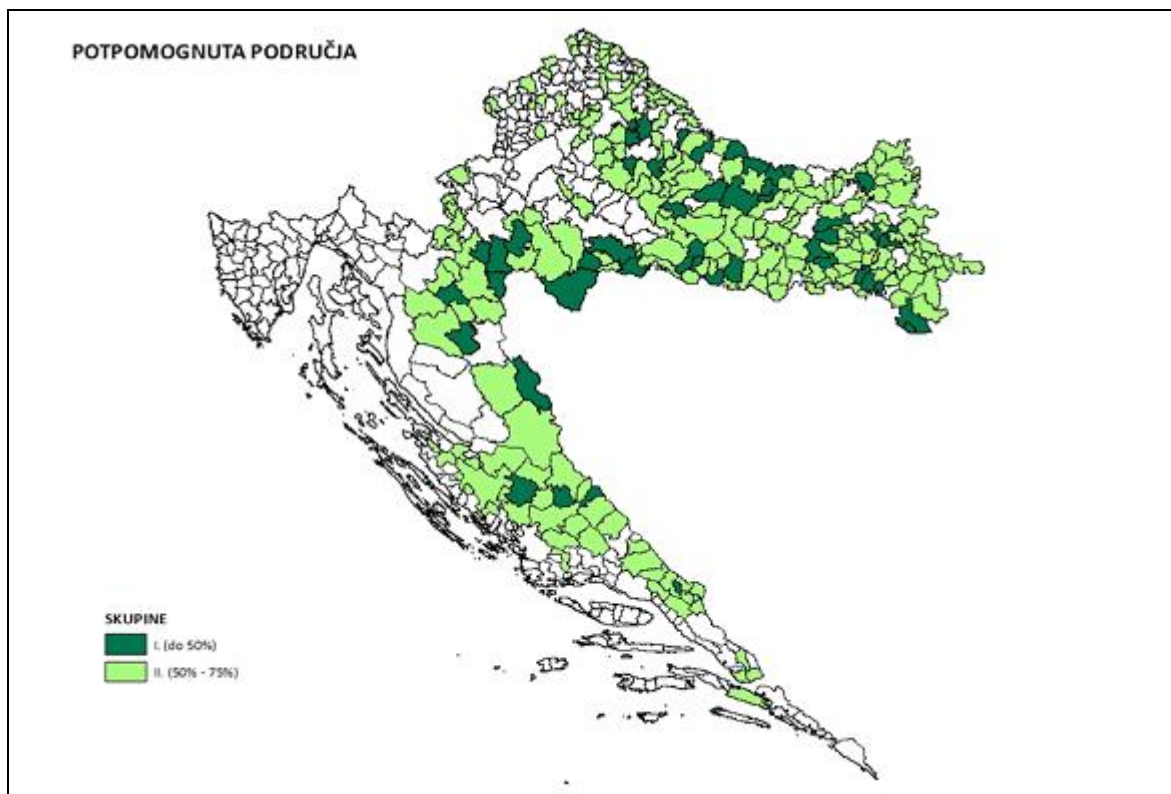 POTPOMOGNUTA PODRUČJA
SKUPINE
I. (do 50%)
II. (50% - 75%)